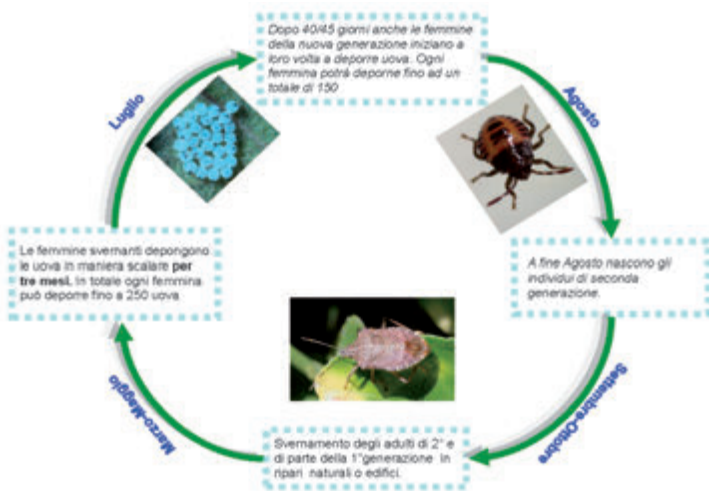 Dopo 40/45 giorni anche le femmine
della nuova generazione iniziano a
loro volta a deporre uova. Ogni
femmina potrà deporne fino ad un
totale di 150
Luglio
Agosto
Le femmine svernanti depongono
le uova in maniera scalare per
tre mesi. In totale ogni femmina
può deporre fino a 250 uova
A fine Agosto nascono gli
individui di seconda
generazione.
Marzo-Maggio
Settembre-Ottobre
Svernamento degli adulti di 2° e
di parte della 1°generazione In
ripari naturali o edifici.